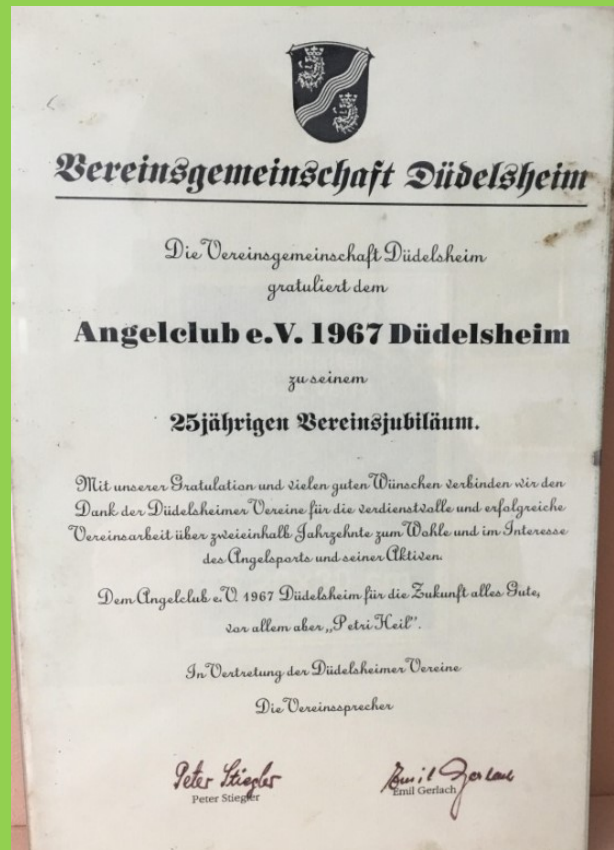 Vereinsgemeinschaft Düdelsheim
Die Vereinsgemeinschaft Düdelsheim
gratuliert dem
Angelclub e.V. 1967 Düdelsheim
zu seinem
25jährigen Vereinsjubiläum.
Mit unserer Gratulation und vielen guten Wünschen verbinden wir den
Dank der Düdelsheimer Vereine für die verdienstvolle und erfolgreiche
Vereinsarbeit über zweieinhalb Jahrzehnte zum Wohle und im Interesse
des Angelsports und seiner Aktiven.
Dem Angelclub e.V. 1967 Düdelsheim für die Zukunft alles Gute,
vor allem aber „Petri Heil”.
In Vertretung der Düdelsheimer Vereine
Die Vereinssprecher
Peter Stiegler Emil Gerlach
Peter Stiegler Emil Gerlach